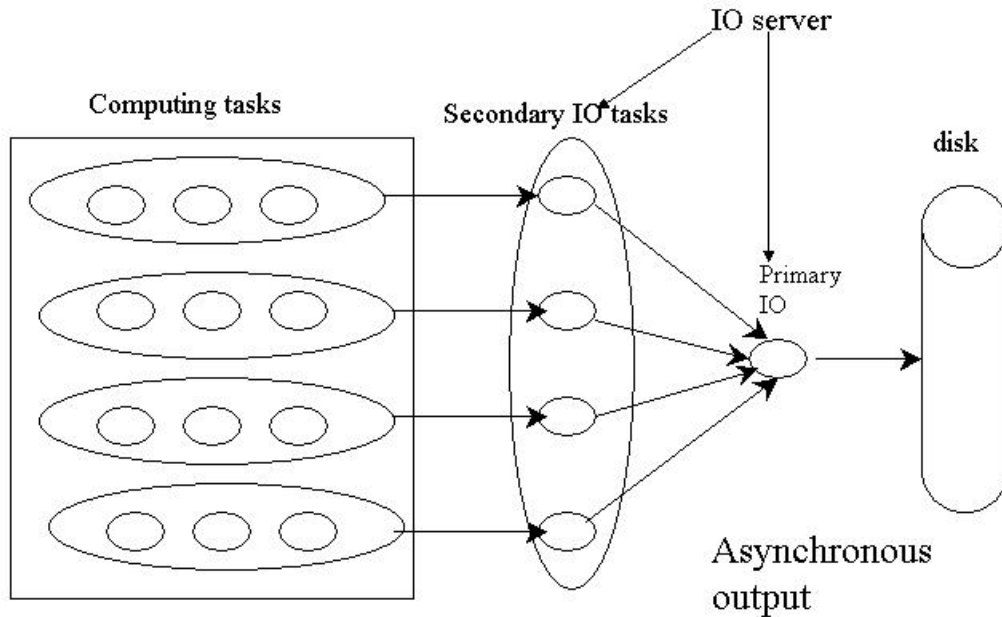 IO server
Computing tasks
Secondary IO tasks
disk
Primary
IO
Asynchronous
output